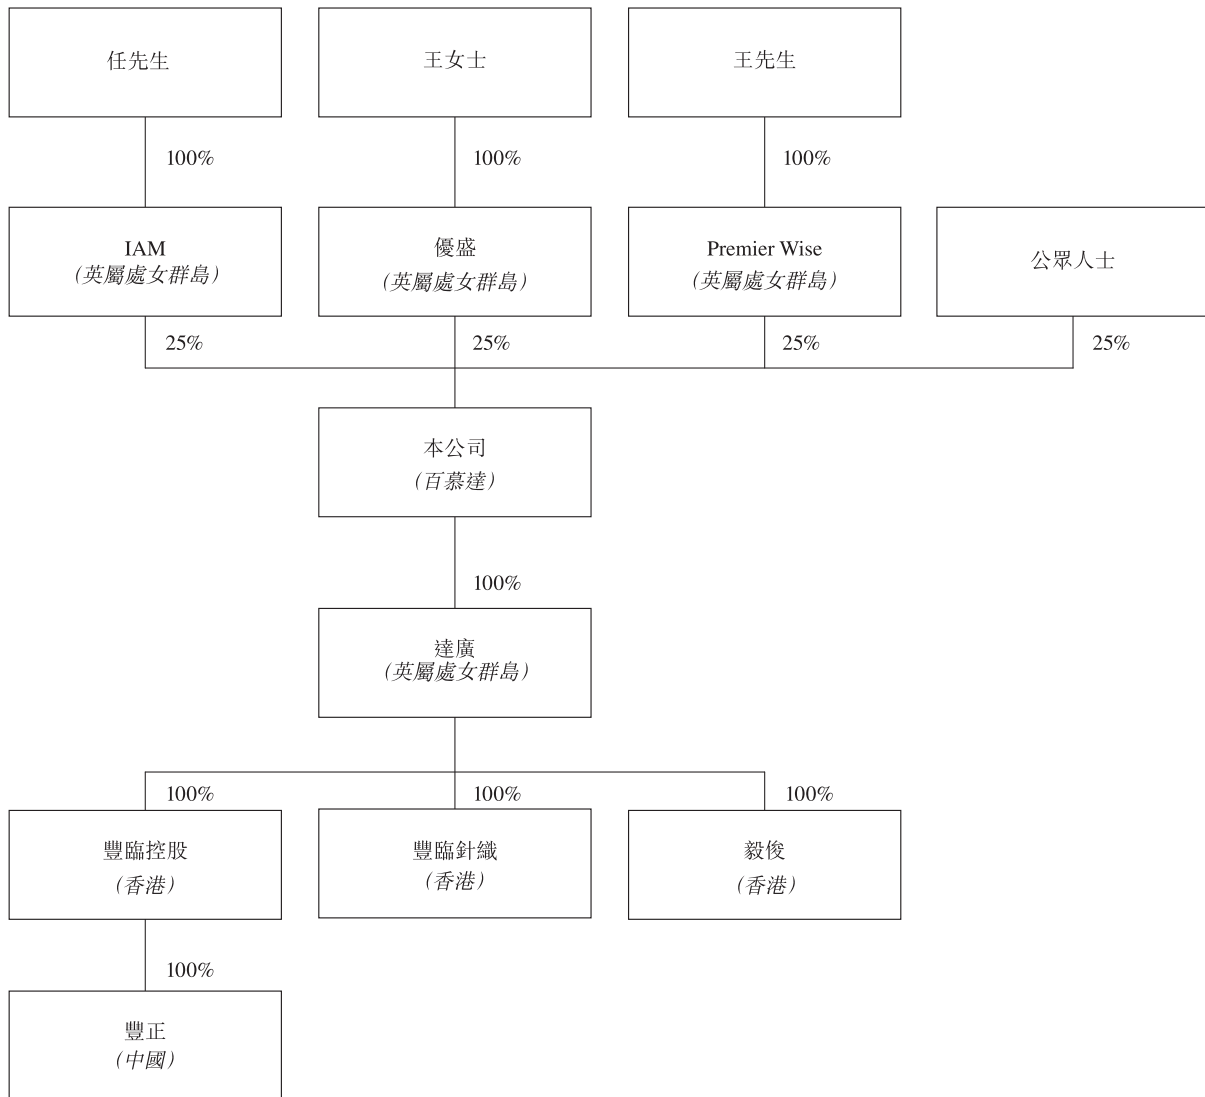 任先生
王女士
王先生
100%
100%
100%
IAM
(英屬處女群島)
優盛
(英屬處女群島)
Premier Wise
(英屬處女群島)
公眾人士
25%
25%
25%
25%
本公司
(百慕達)
100%
達廣
(英屬處女群島)
100%
100%
100%
豐臨控股
(香港)
豐臨針織
(香港)
毅俊
(香港)
100%
豐正
(中國)